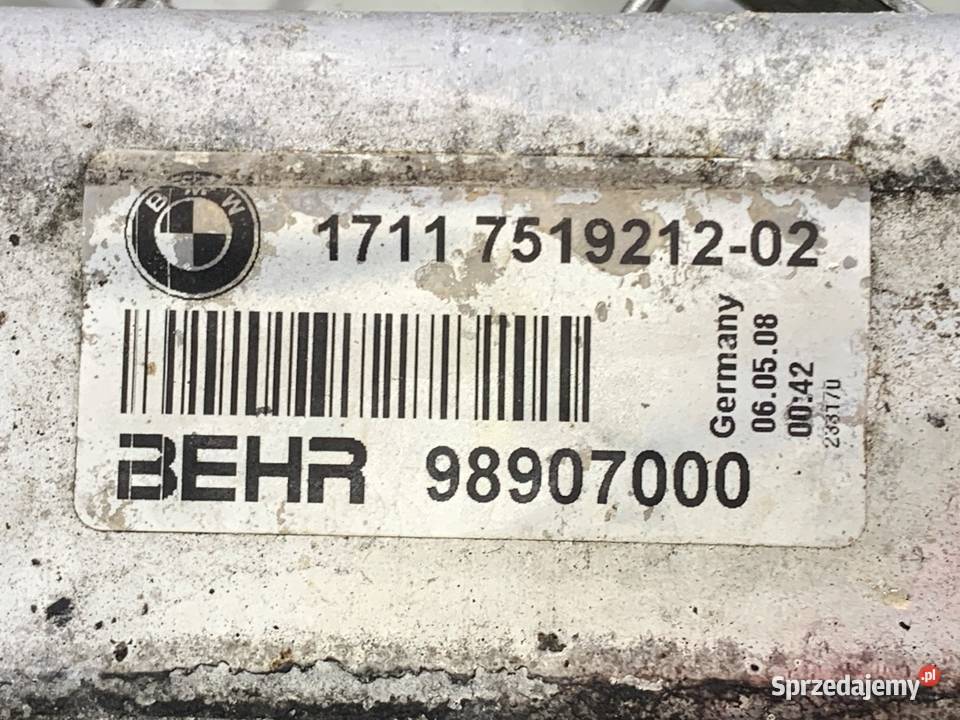 BMW
1711 7519212-02
Germany
06.05.08
00:42
233170
BEHR 98907000
Sprzedajemy.pl